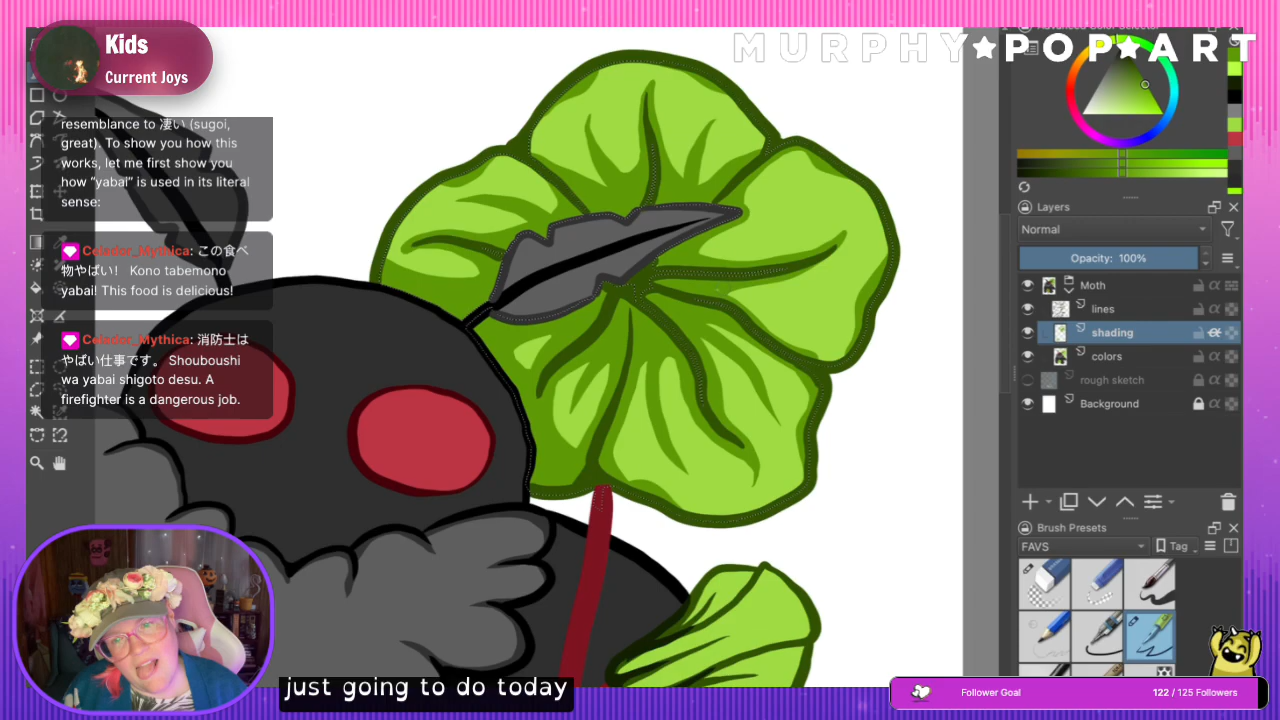 Kids
Current Joys
MURPHY★POP★ART
resemblance to 凄い (sugoi,
great). To show you how this
works, let me first show you
how “yabai” is used in its literal
sense:
Celador_Mythica: この食べ
物やばい! Kono tabemono
yabai! This food is delicious!
Celador_Mythica: 消防士は
やばい仕事です。 Shouboushi
wa yabai shigoto desu. A
firefighter is a dangerous job.
Layers
Normal
Opacity: 100%
Moth
lines
shading
colors
rough sketch
Background
Brush Presets
FAVS
Tag
just going to do today
Follower Goal
122 / 125 Followers